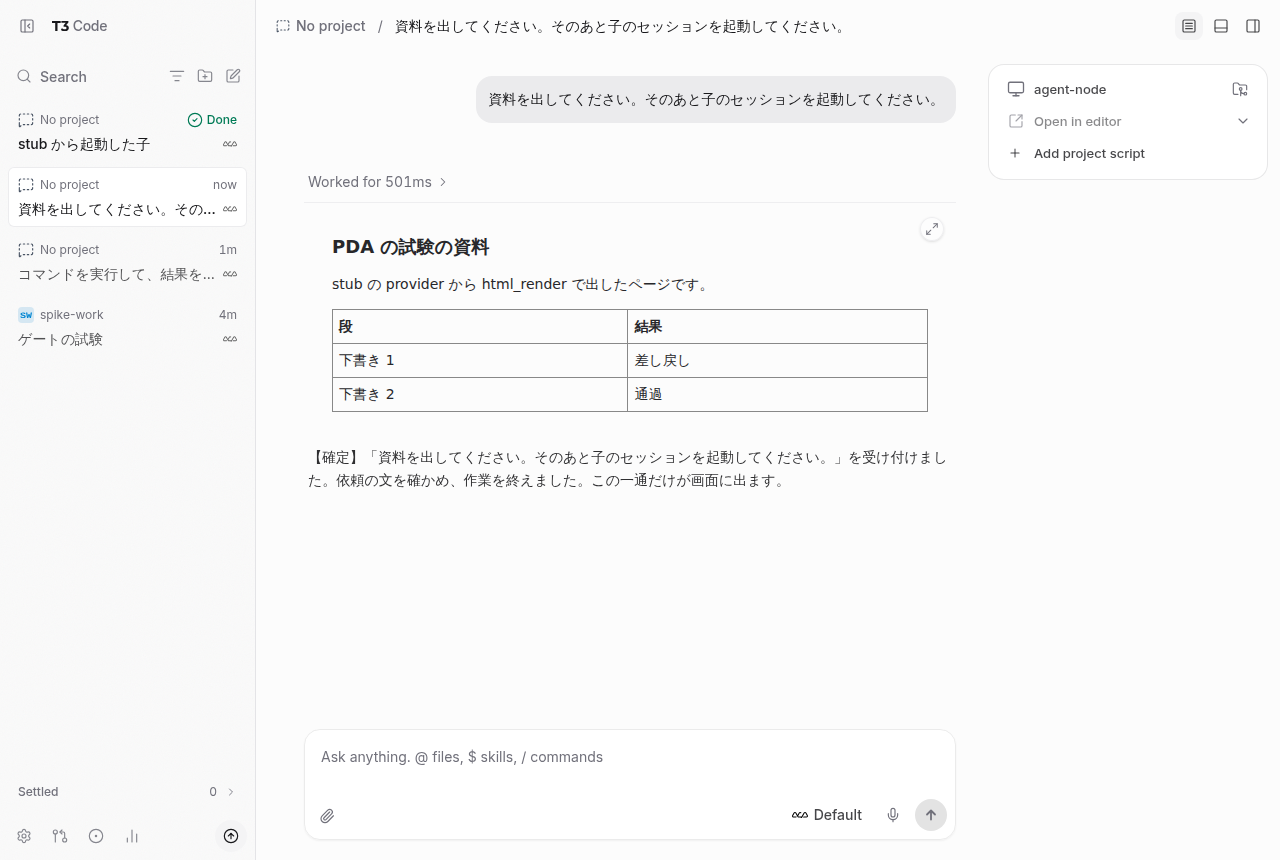 T3 Code
Search
No project
Done
stub から起動した子
No project
now
資料を出してください。その...
No project
1m
コマンドを実行して、結果を...
SW
spike-work
4m
ゲートの試験
Settled
0
No project / 資料を出してください。そのあと子のセッションを起動してください。
資料を出してください。そのあと子のセッションを起動してください。
Worked for 501ms
PDA の試験の資料
stub の provider から html_render で出したページです。
段 結果
下書き 1 差し戻し
下書き 2 通過
【確定】「資料を出してください。そのあと子のセッションを起動してください。」を受け付けまし
た。依頼の文を確かめ、作業を終えました。この一通だけが画面に出ます。
Ask anything. @ files, $ skills, / commands
Default
agent-node
Open in editor
Add project script